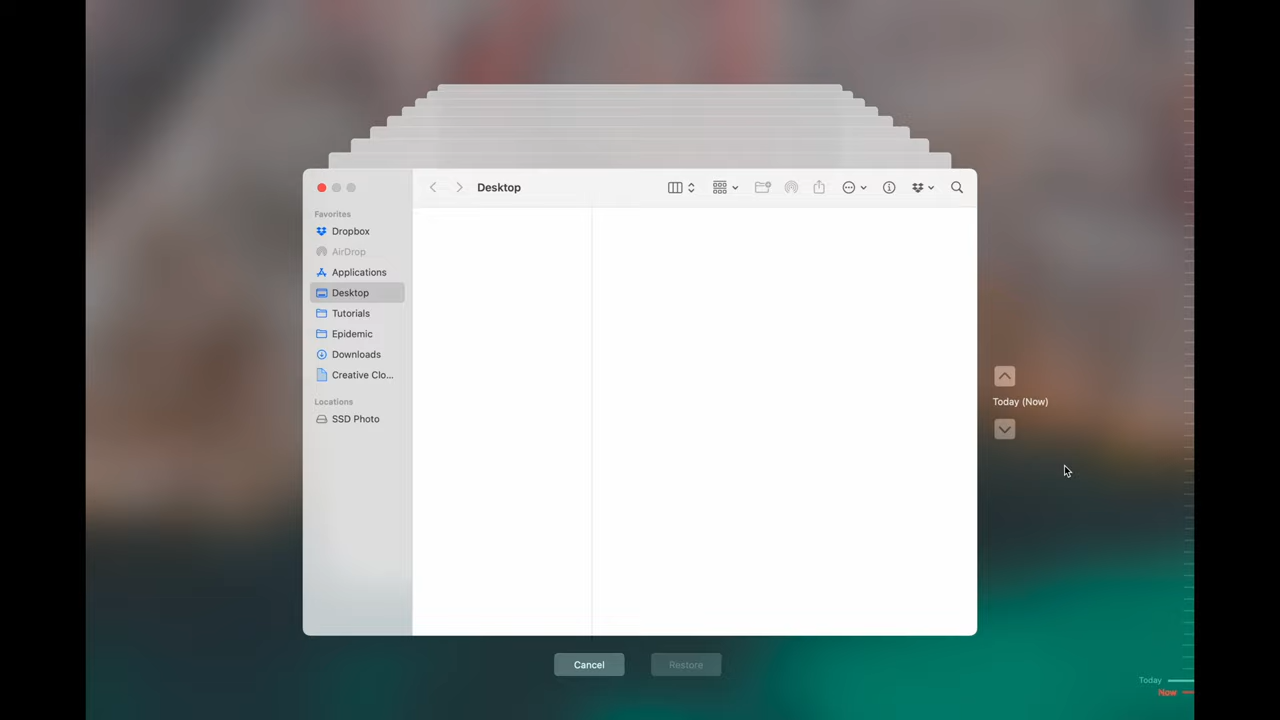 Desktop
Favorites
Dropbox
AirDrop
Applications
Desktop
Tutorials
Epidemic
Downloads
Creative Clo...
Locations
SSD Photo
Today (Now)
Cancel
Restore
Today
Now